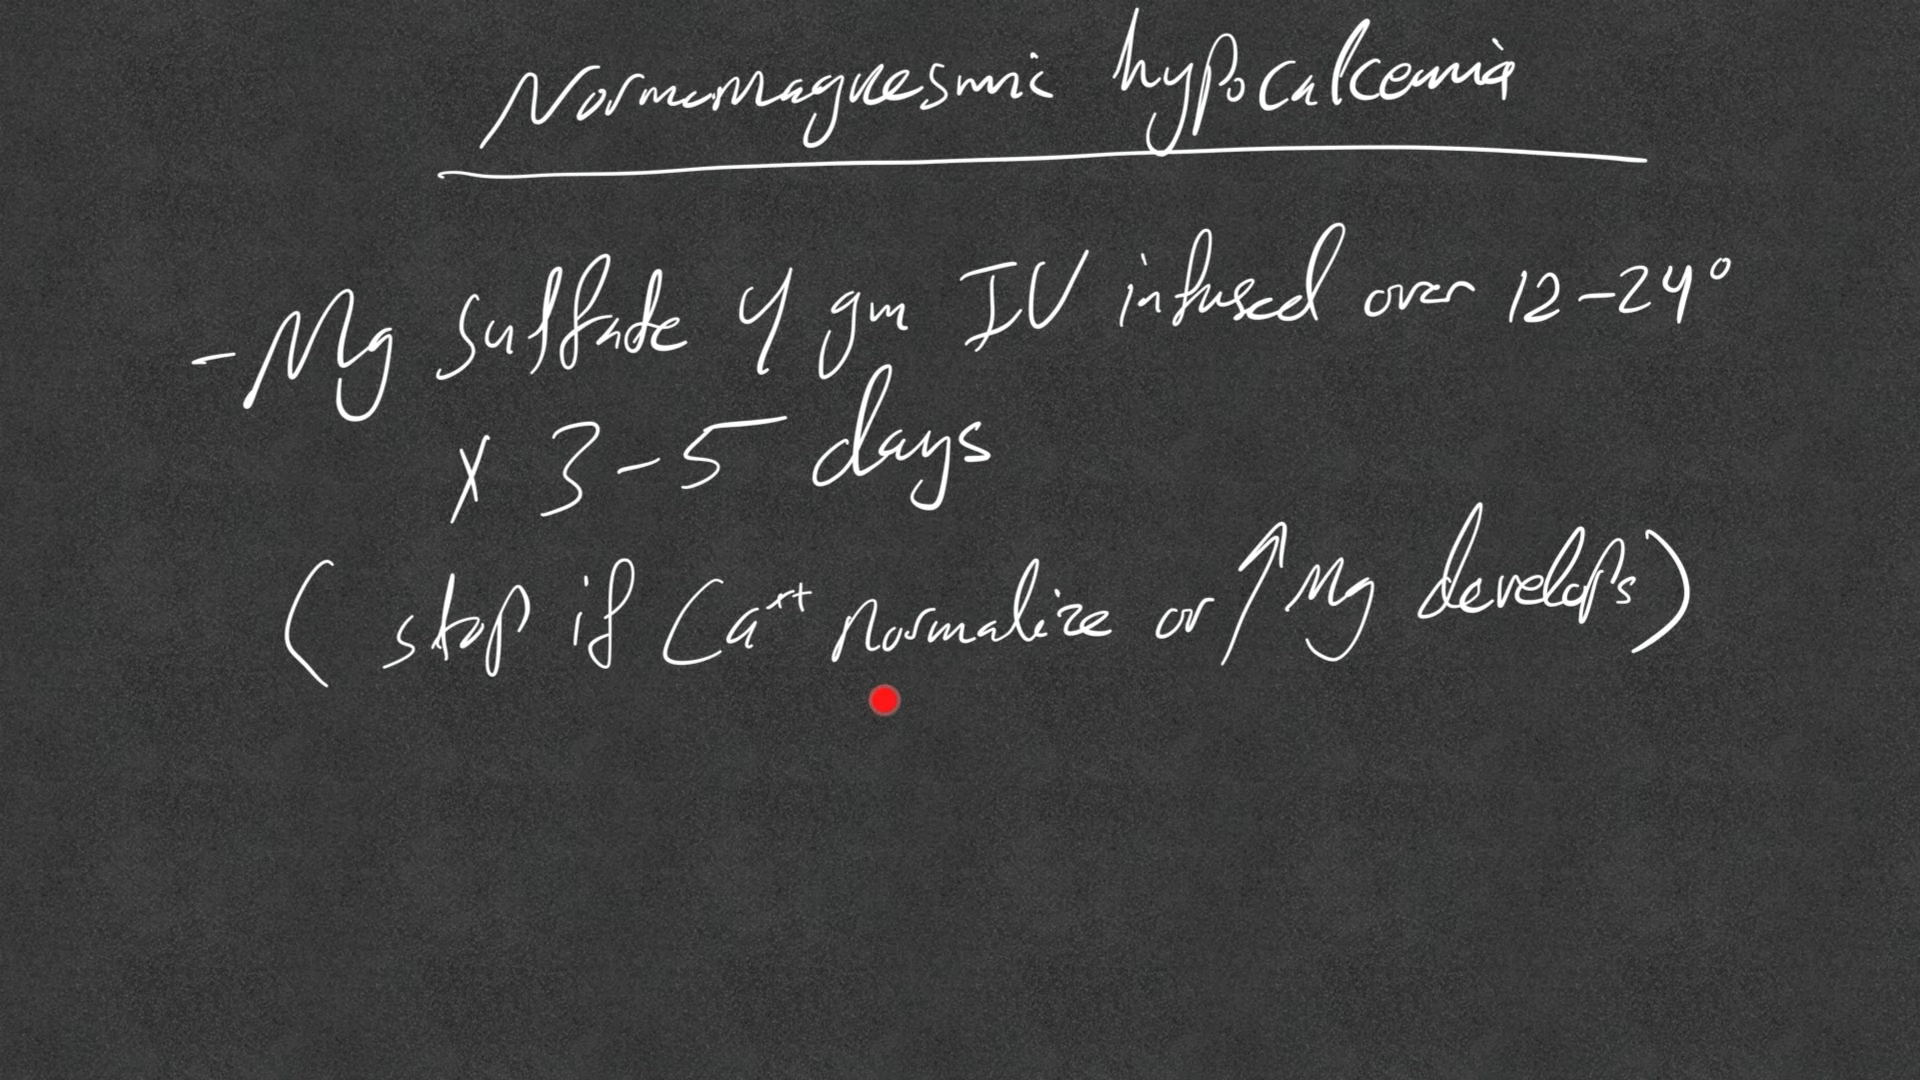 Normomagnesmic hypocalcemia
- Mg sulfate 4 gm IV infused over 12-24°
x 3-5 days
( stop if Ca++ normalize or ↑ Mg develops )